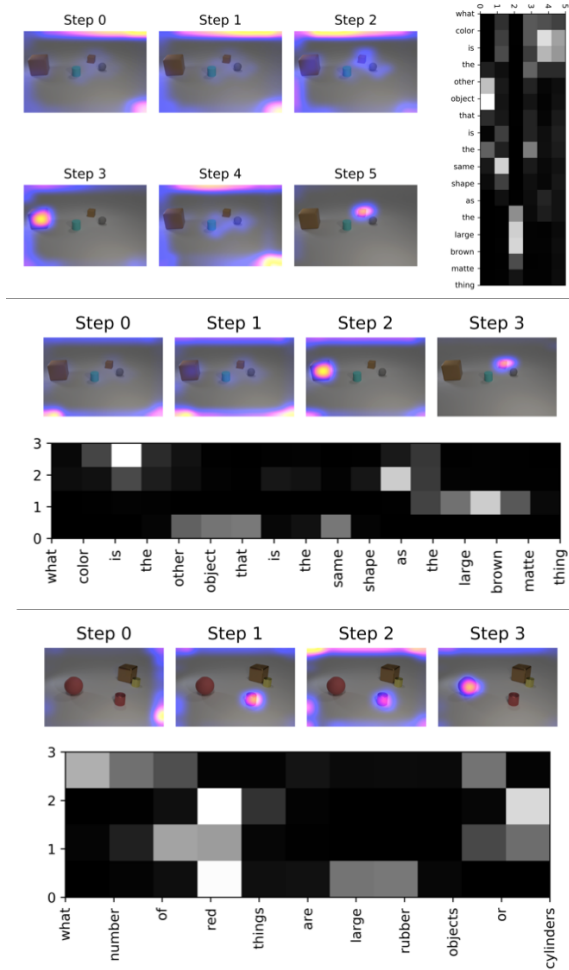 Step 0 Step 1 Step 2
0 1 2 3 4 5
what
color
is
the
other
object
that
is
the
same
shape
as
the
large
brown
matte
thing
Step 3 Step 4 Step 5
Step 0 Step 1 Step 2 Step 3
3
2
1
0
what color is the other object that is the same shape as the large brown matte thing
Step 0 Step 1 Step 2 Step 3
3
2
1
0
what number of red things are large rubber objects or cylinders